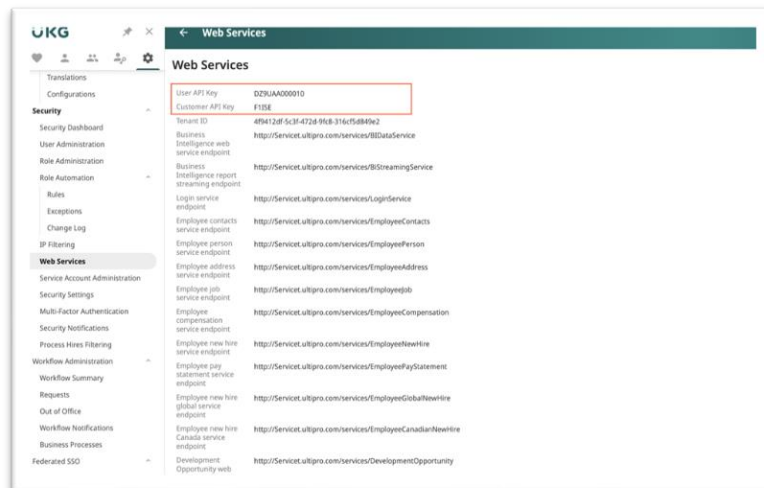 UKG
Translations
Configurations
Security
Security Dashboard
User Administration
Role Administration
Role Automation
Rules
Exceptions
Change Log
IP Filtering
Web Services
Service Account Administration
Security Settings
Multi-Factor Authentication
Security Notifications
Process Hires Filtering
Workflow Administration
Workflow Summary
Requests
Out of Office
Workflow Notifications
Business Processes
Federated SSO
Web Services
Web Services
User API Key DZ9UAA000010
Customer API Key F1I5E
Tenant ID 4f9412df-5c3f-472d-9fc8-316cf5d849e2
Business http://Servicet.ultipro.com/services/BIDataService
Intelligence web
service endpoint
Business http://Servicet.ultipro.com/services/BiStreamingService
Intelligence report
streaming endpoint
Login service http://Servicet.ultipro.com/services/LoginService
endpoint
Employee contacts http://Servicet.ultipro.com/services/EmployeeContacts
service endpoint
Employee person http://Servicet.ultipro.com/services/EmployeePerson
service endpoint
Employee address http://Servicet.ultipro.com/services/EmployeeAddress
service endpoint
Employee job http://Servicet.ultipro.com/services/EmployeeJob
service endpoint
Employee http://Servicet.ultipro.com/services/EmployeeCompensation
compensation
service endpoint
Employee new hire http://Servicet.ultipro.com/services/EmployeeNewHire
service endpoint
Employee pay http://Servicet.ultipro.com/services/EmployeePayStatement
statement service
endpoint
Employee new hire http://Servicet.ultipro.com/services/EmployeeGlobalNewHire
global service
endpoint
Employee new hire http://Servicet.ultipro.com/services/EmployeeCanadianNewHire
Canada service
endpoint
Development http://Servicet.ultipro.com/services/DevelopmentOpportunity
Opportunity web